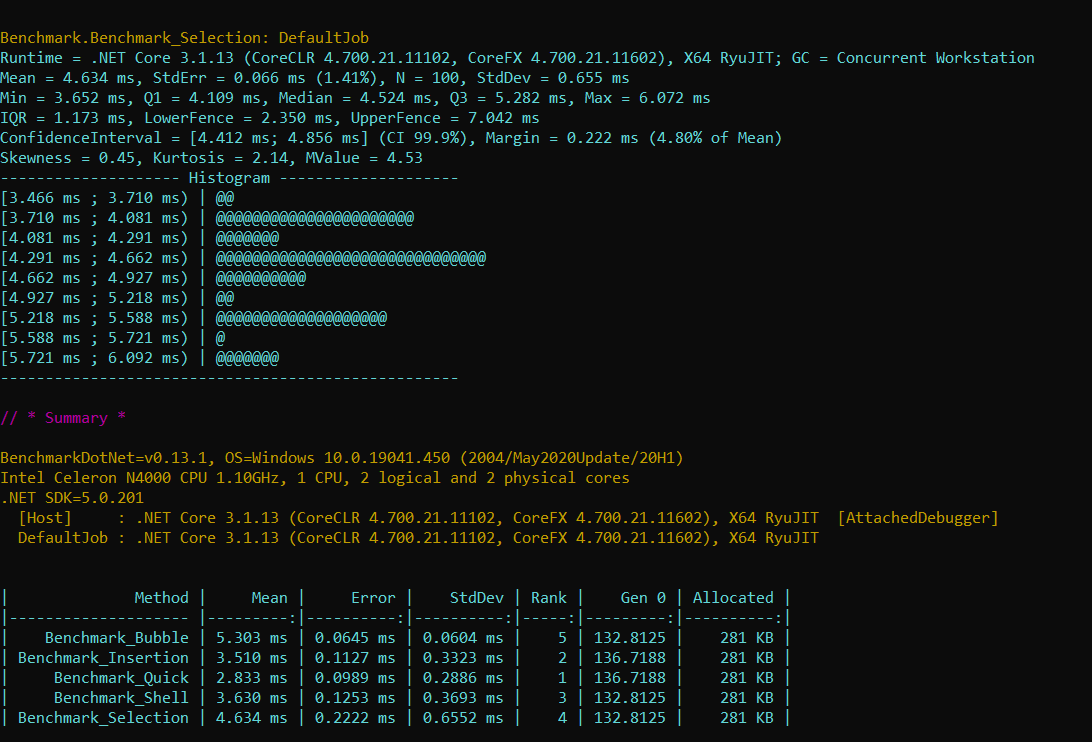 Benchmark.Benchmark_Selection: DefaultJob
Runtime = .NET Core 3.1.13 (CoreCLR 4.700.21.11102, CoreFX 4.700.21.11602), X64 RyuJIT; GC = Concurrent Workstation
Mean = 4.634 ms, StdErr = 0.066 ms (1.41%), N = 100, StdDev = 0.655 ms
Min = 3.652 ms, Q1 = 4.109 ms, Median = 4.524 ms, Q3 = 5.282 ms, Max = 6.072 ms
IQR = 1.173 ms, LowerFence = 2.350 ms, UpperFence = 7.042 ms
ConfidenceInterval = [4.412 ms; 4.856 ms] (CI 99.9%), Margin = 0.222 ms (4.80% of Mean)
Skewness = 0.45, Kurtosis = 2.14, MValue = 4.53
-------------------- Histogram --------------------
[3.466 ms ; 3.710 ms) | @@
[3.710 ms ; 4.081 ms) | @@@@@@@@@@@@@@@@@@@@@@
[4.081 ms ; 4.291 ms) | @@@@@@@
[4.291 ms ; 4.662 ms) | @@@@@@@@@@@@@@@@@@@@@@@@@@@@@@
[4.662 ms ; 4.927 ms) | @@@@@@@@@@
[4.927 ms ; 5.218 ms) | @@
[5.218 ms ; 5.588 ms) | @@@@@@@@@@@@@@@@@@@
[5.588 ms ; 5.721 ms) | @
[5.721 ms ; 6.092 ms) | @@@@@@@
---------------------------------------------------
// * Summary *
BenchmarkDotNet=v0.13.1, OS=Windows 10.0.19041.450 (2004/May2020Update/20H1)
Intel Celeron N4000 CPU 1.10GHz, 1 CPU, 2 logical and 2 physical cores
.NET SDK=5.0.201
  [Host]     : .NET Core 3.1.13 (CoreCLR 4.700.21.11102, CoreFX 4.700.21.11602), X64 RyuJIT  [AttachedDebugger]
  DefaultJob : .NET Core 3.1.13 (CoreCLR 4.700.21.11102, CoreFX 4.700.21.11602), X64 RyuJIT
|              Method |     Mean |     Error |    StdDev | Rank |    Gen 0 | Allocated |
|-------------------- |---------:|----------:|----------:|-----:|---------:|----------:|
|    Benchmark_Bubble | 5.303 ms | 0.0645 ms | 0.0604 ms |    5 | 132.8125 |    281 KB |
| Benchmark_Insertion | 3.510 ms | 0.1127 ms | 0.3323 ms |    2 | 136.7188 |    281 KB |
|     Benchmark_Quick | 2.833 ms | 0.0989 ms | 0.2886 ms |    1 | 136.7188 |    281 KB |
|     Benchmark_Shell | 3.630 ms | 0.1253 ms | 0.3693 ms |    3 | 132.8125 |    281 KB |
| Benchmark_Selection | 4.634 ms | 0.2222 ms | 0.6552 ms |    4 | 132.8125 |    281 KB |